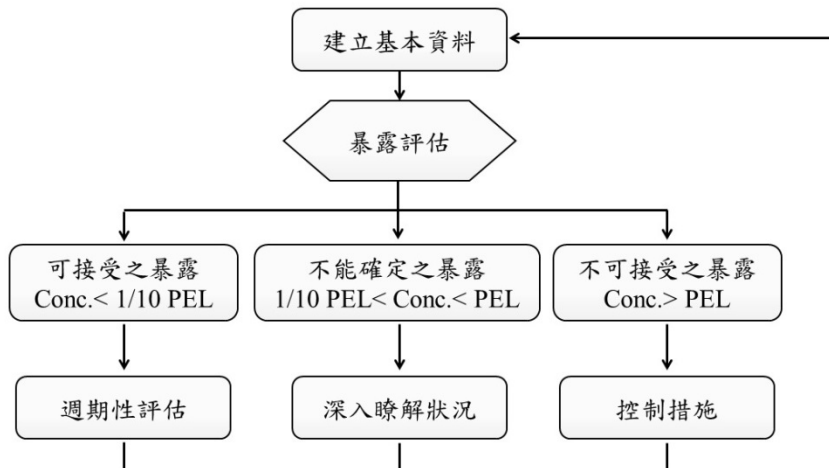 建立基本資料
暴露評估
可接受之暴露
Conc.< 1/10 PEL
不能確定之暴露
1/10 PEL< Conc.< PEL
不可接受之暴露
Conc.> PEL
週期性評估
深入瞭解狀況
控制措施